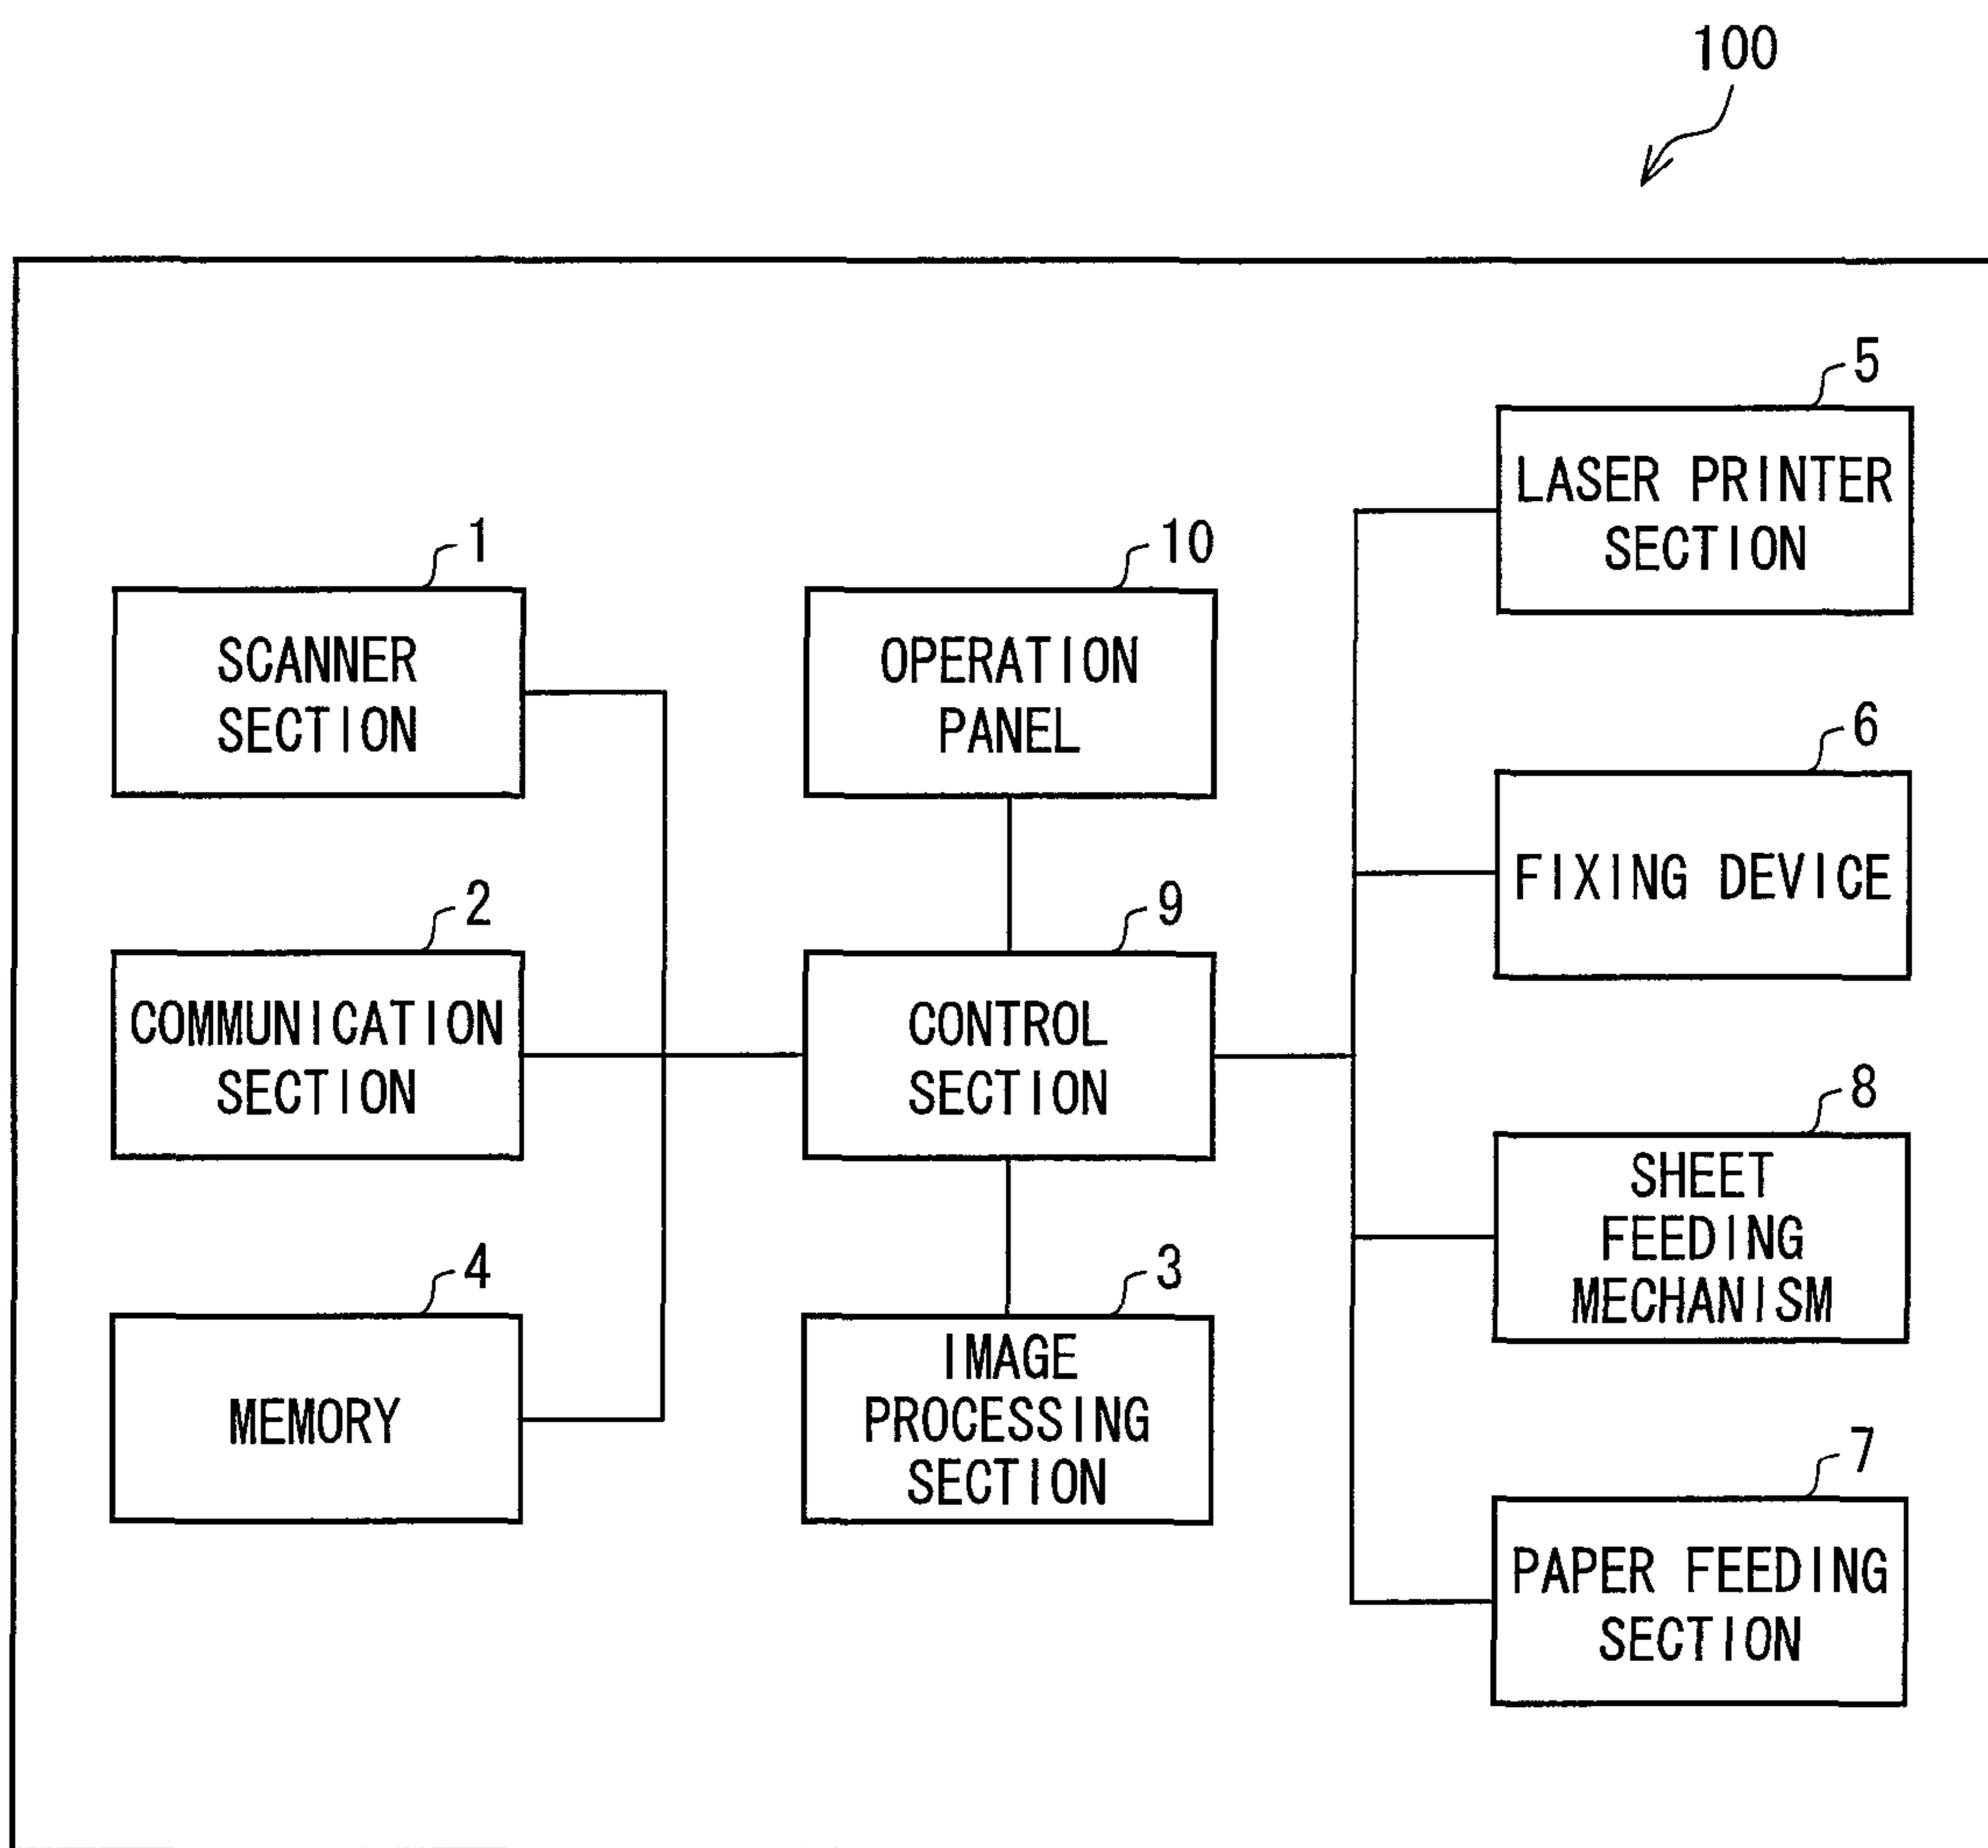 100
1
SCANNER
SECTION
2
COMMUNICATION
SECTION
4
MEMORY
10
OPERATION
PANEL
9
CONTROL
SECTION
3
IMAGE
PROCESSING
SECTION
5
LASER PRINTER
SECTION
6
FIXING DEVICE
8
SHEET
FEEDING
MECHANISM
7
PAPER FEEDING
SECTION